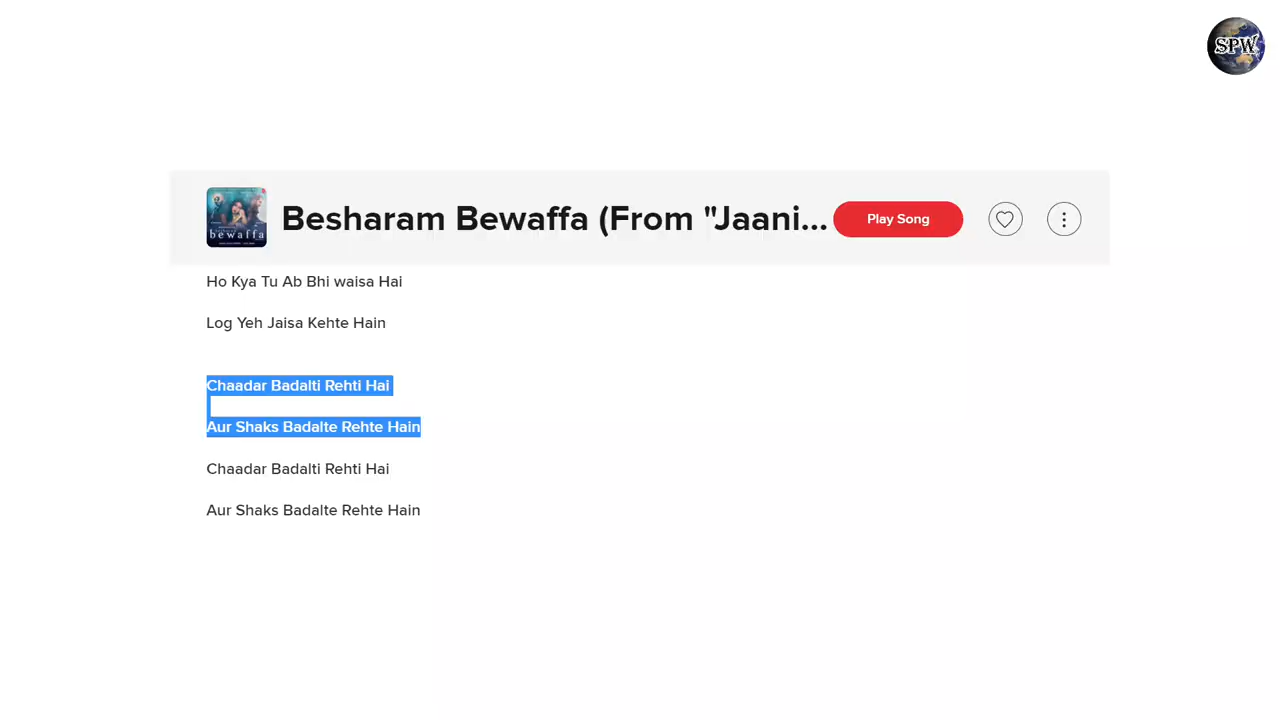 SPW
Besharam Bewaffa (From "Jaani...
Play Song
bewaffa
Ho Kya Tu Ab Bhi waisa Hai
Log Yeh Jaisa Kehte Hain
Chaadar Badalti Rehti Hai
Aur Shaks Badalte Rehte Hain
Chaadar Badalti Rehti Hai
Aur Shaks Badalte Rehte Hain